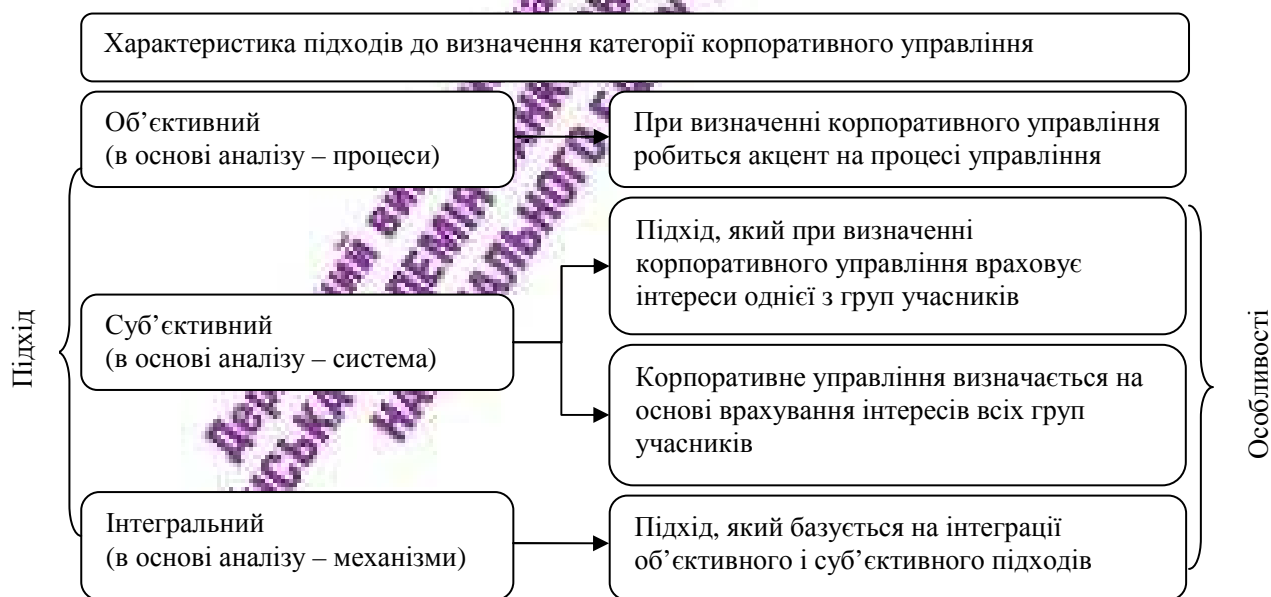 Характеристика підходів до визначення категорії корпоративного управління
Об’єктивний
(в основі аналізу – процеси)
При визначенні корпоративного управління
робиться акцент на процесі управління
Підхід
Суб’єктивний
(в основі аналізу – система)
Підхід, який при визначенні
корпоративного управління враховує
інтереси однієї з груп учасників
Корпоративне управління визначається на
основі врахування інтересів всіх груп
учасників
Особливості
Інтегральний
(в основі аналізу – механізми)
Підхід, який базується на інтеграції
об’єктивного і суб’єктивного підходів